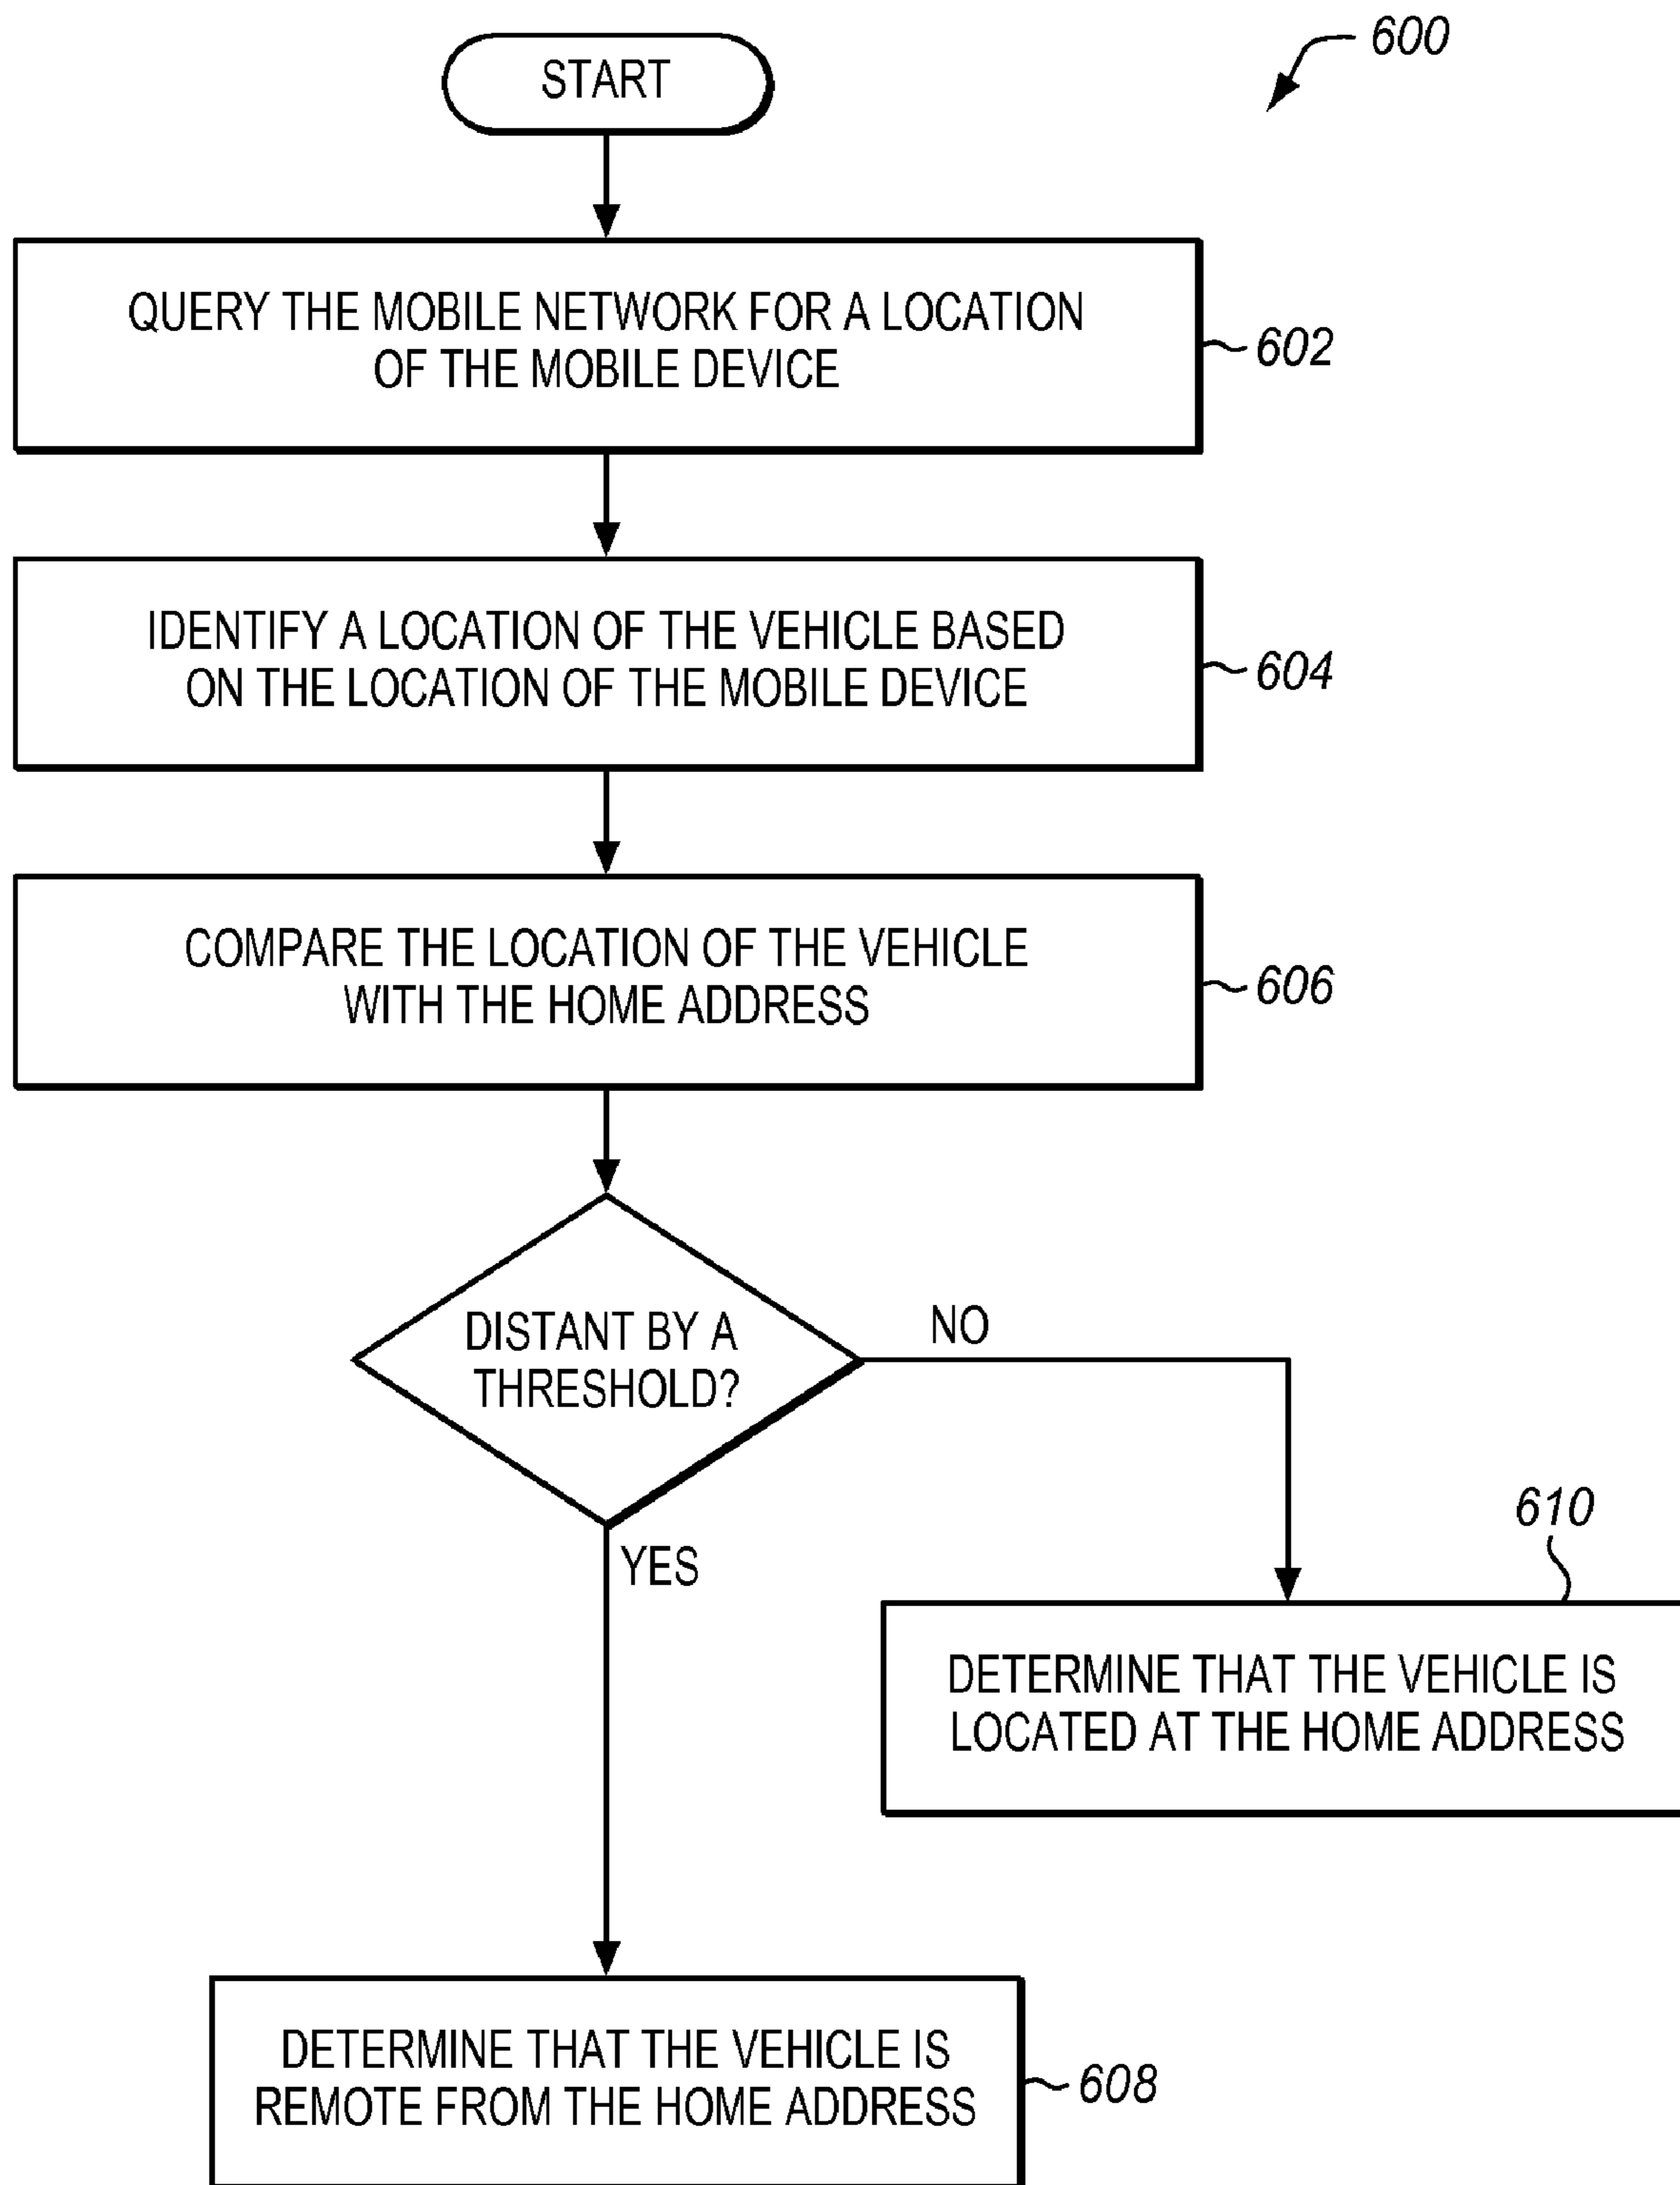 600
START
QUERY THE MOBILE NETWORK FOR A LOCATION
OF THE MOBILE DEVICE
602
IDENTIFY A LOCATION OF THE VEHICLE BASED
ON THE LOCATION OF THE MOBILE DEVICE
604
COMPARE THE LOCATION OF THE VEHICLE
WITH THE HOME ADDRESS
606
DISTANT BY A
THRESHOLD?
NO
YES
610
DETERMINE THAT THE VEHICLE IS
LOCATED AT THE HOME ADDRESS
DETERMINE THAT THE VEHICLE IS
REMOTE FROM THE HOME ADDRESS
608